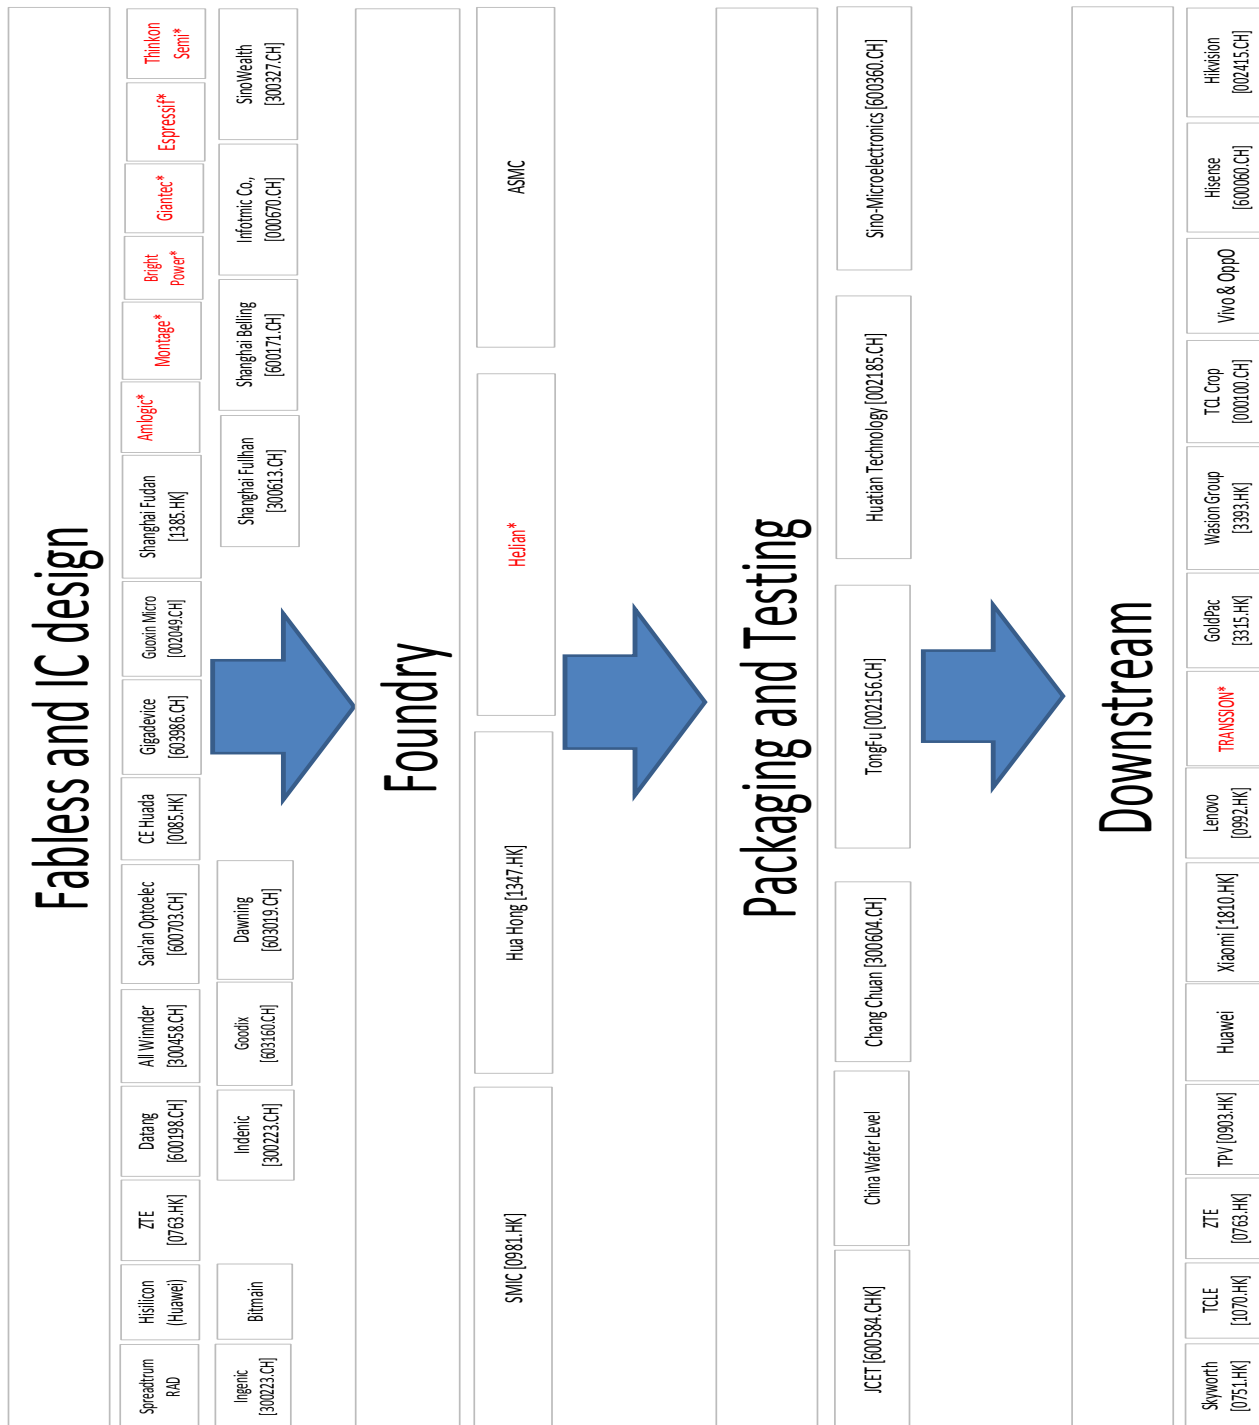 Fabless and IC design
Spreadtrum
RAD
Hisilicon
(Huawei)
ZTE
[0763.HK]
Datang
[600198.CH]
All Winnder
[300458.CH]
San'an Optoelec
[600703.CH]
CE Huada
[0085.HK]
Gigadevice
[603986.CH]
Guoxin Micro
[002049.CH]
Shanghai Fudan
[1385.HK]
Amlogic*
Montage*
Bright
Power*
Giantec*
Espressif*
Thinkon
Semi*
Ingenic
[300223.CH]
Bitmain
Indenic
[300223.CH]
Goodix
[603160.CH]
Dawning
[603019.CH]
Shanghai Fullhan
[300613.CH]
Shanghai Belling
[600171.CH]
Infotmic Co.,
[000670.CH]
SinoWealth
[300327.CH]
Foundry
SMIC [0981.HK]
Hua Hong [1347.HK]
HeJian*
ASMC
Packaging and Testing
JCET [600584.CHK]
China Wafer Level
Chang Chuan [300604.CH]
TongFu [002156.CH]
Huatian Technology [002185.CH]
Sino-Microelectronics [600360.CH]
Downstream
Skyworth
[0751.HK]
TCLE
[1070.HK]
ZTE
[0763.HK]
TPV [0903.HK]
Huawei
Xiaomi [1810.HK]
Lenovo
[0992.HK]
TRANSSION*
GoldPac
[3315.HK]
Wasion Group
[3393.HK]
TCL Crop
[000100.CH]
Vivo & OppO
Hisense
[600060.CH]
Hikvision
[002415.CH]